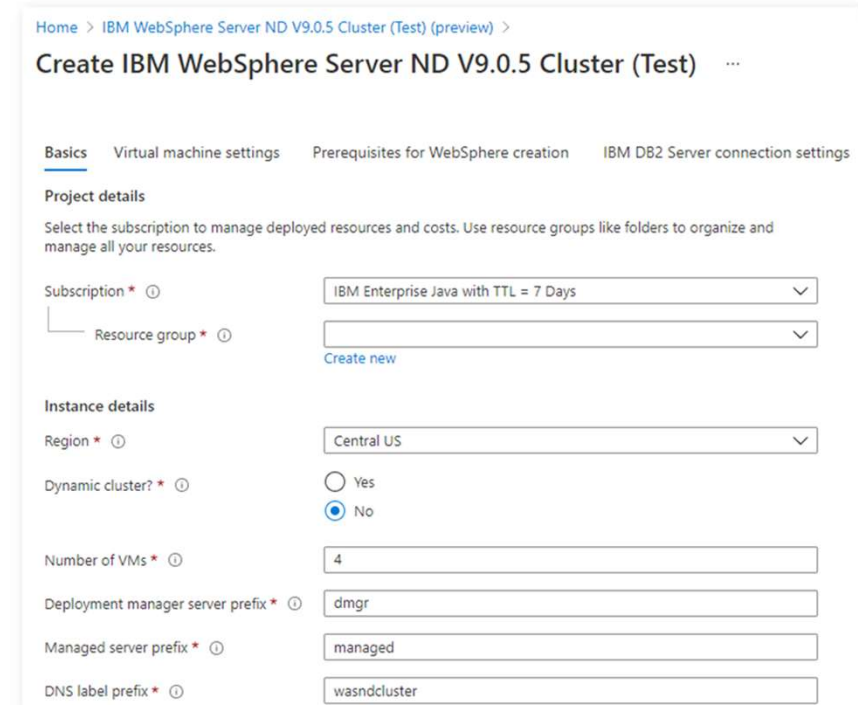 Home > IBM WebSphere Server ND V9.0.5 Cluster (Test) (preview) >
Create IBM WebSphere Server ND V9.0.5 Cluster (Test) ...
Basics Virtual machine settings Prerequisites for WebSphere creation IBM DB2 Server connection settings
Project details
Select the subscription to manage deployed resources and costs. Use resource groups like folders to organize and
manage all your resources.
Subscription * IBM Enterprise Java with TTL = 7 Days
Resource group *
Create new
Instance details
Region * Central US
Dynamic cluster? * Yes
No
Number of VMs * 4
Deployment manager server prefix * dmgr
Managed server prefix * managed
DNS label prefix * wasndcluster